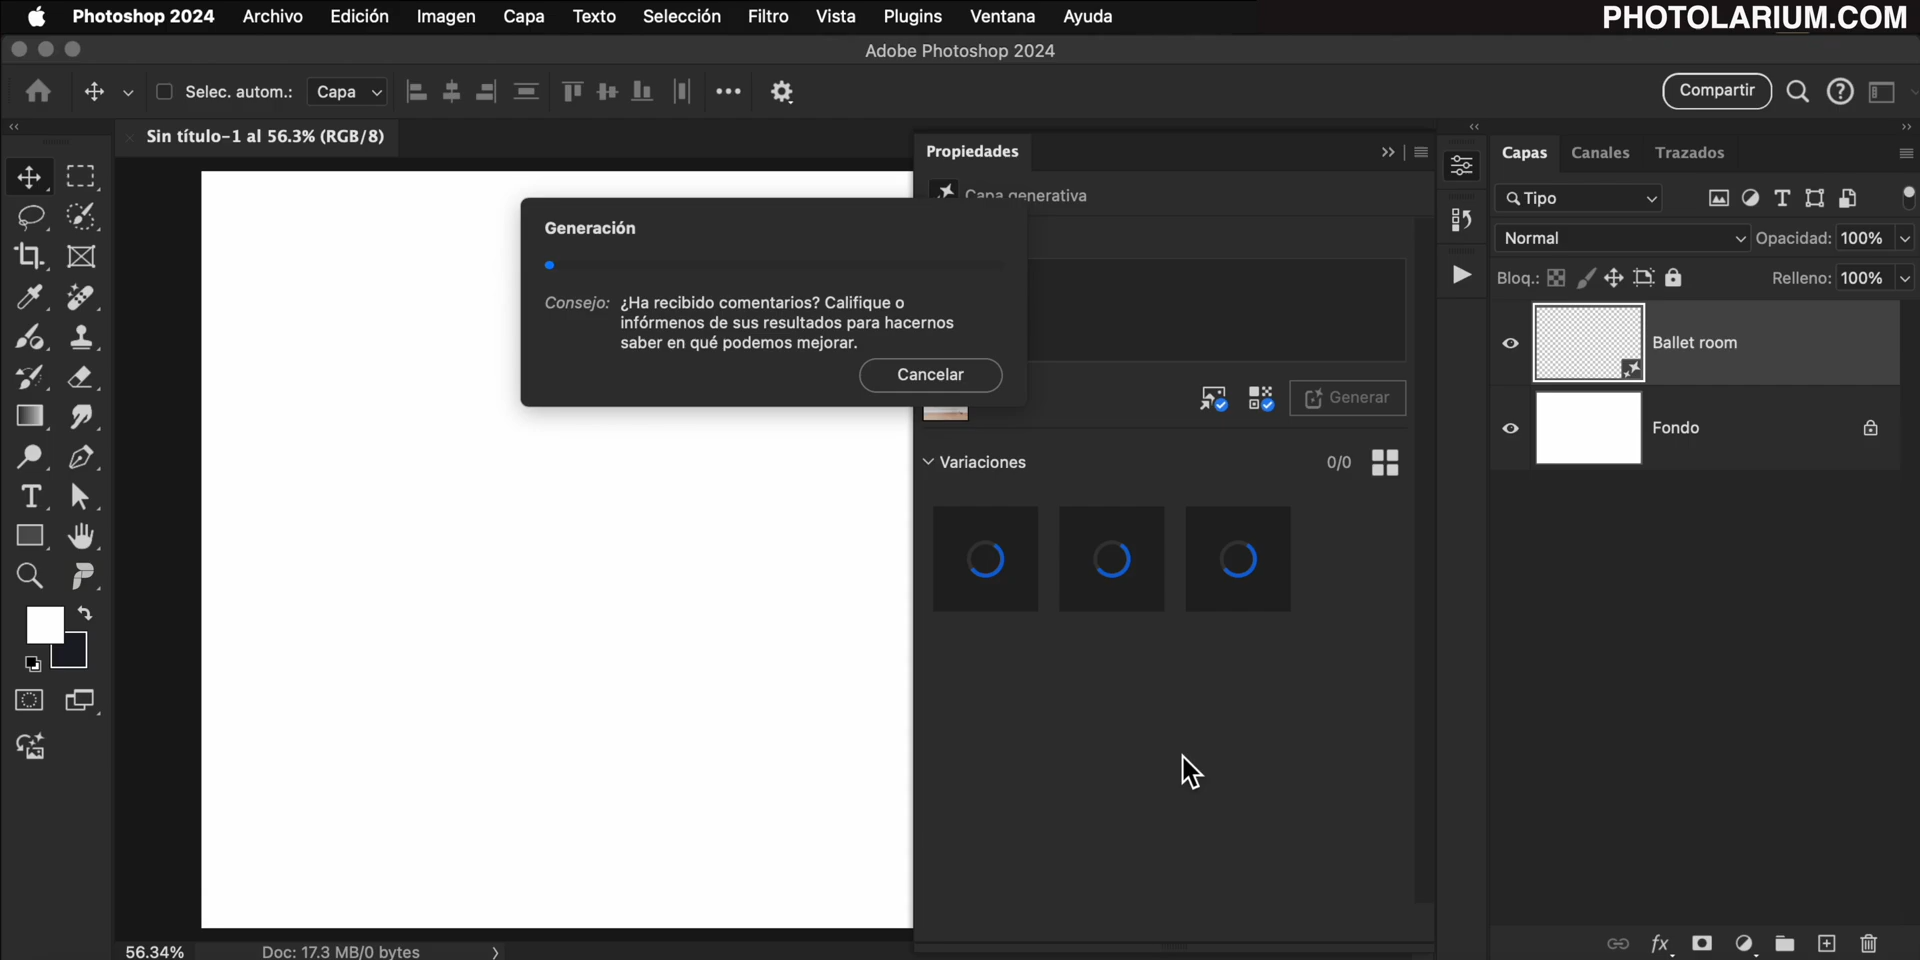 Photoshop 2024 Archivo Edición Imagen Capa Texto Selección Filtro Vista Plugins Ventana Ayuda
PHOTOLARIUM.COM
Adobe Photoshop 2024
Selec. autom.: Capa
Compartir
Sin título-1 al 56.3% (RGB/8)
Propiedades
Capa generativa
Generación
Consejo: ¿Ha recibido comentarios? Califique o
infórmenos de sus resultados para hacernos
saber en qué podemos mejorar.
Cancelar
Generar
Variaciones 0/0
Capas Canales Trazados
Tipo
Normal Opacidad: 100%
Bloq.: Relleno: 100%
Ballet room
Fondo
fx
56.34% Doc: 17.3 MB/0 bytes